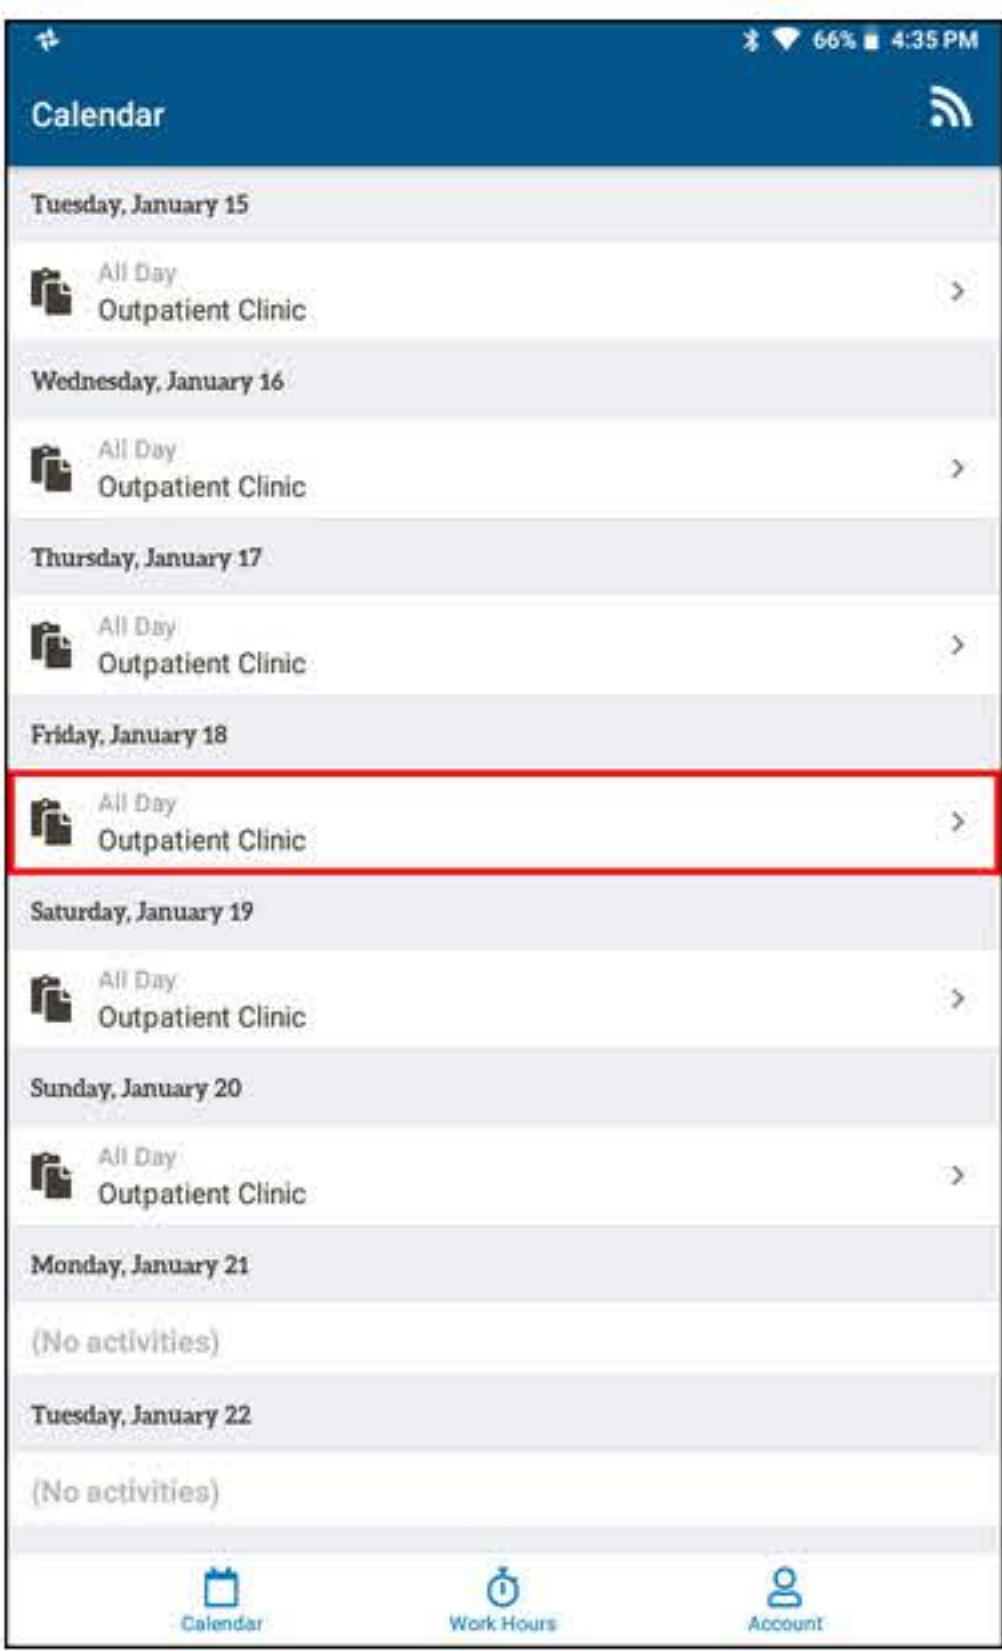 66% 4:35 PM
Calendar
Tuesday, January 15
All Day
Outpatient Clinic
Wednesday, January 16
All Day
Outpatient Clinic
Thursday, January 17
All Day
Outpatient Clinic
Friday, January 18
All Day
Outpatient Clinic
Saturday, January 19
All Day
Outpatient Clinic
Sunday, January 20
All Day
Outpatient Clinic
Monday, January 21
(No activities)
Tuesday, January 22
(No activities)
Calendar Work Hours Account